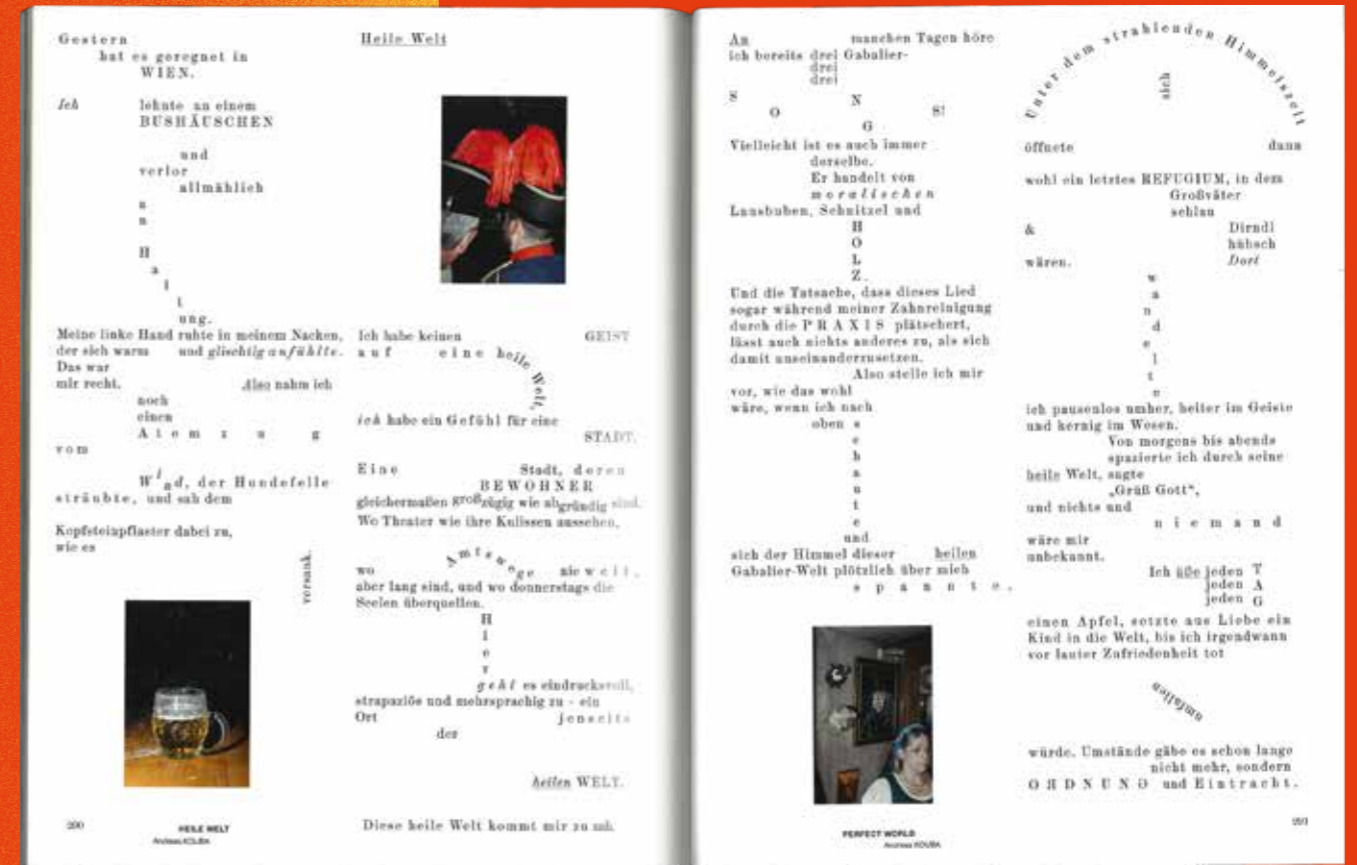 Gestern
hat es geregnet in
WIEN.
Ich lehnte an einem
BUSHÄUSCHEN
und
verlor
allmählich
a
n
H
a
l
t
ung.
Meine linke Hand ruhte in meinem Nacken,
der sich warm und glischtig anfühlte.
Das war
mir recht. Also nahm ich
noch
einen
A t e m z u g
vom
Wind, der Hundefelle
sträubte, und sah dem
Kopfsteinpflaster dabei zu,
wie es
versank.
HEILE WELT
Andreas KOUBA
Heile Welt
Ich habe keinen GEIST
auf eine heile Welt,
ich habe ein Gefühl für eine
STADT.
Eine Stadt, deren
BEWOHNER
gleichermaßen großzügig wie abgründig sind.
Wo Theater wie ihre Kulissen aussehen,
wo Amtswege nie weit,
aber lang sind, und wo donnerstags die
Seelen überquellen.
H
i
e
r
geht es eindrucksvoll,
strapaziös und mehrsprachig zu - ein
Ort jenseits
der
heilen WELT.
Diese heile Welt kommt mir zu nah.
An manchen Tagen höre
ich bereits drei Gabalier-
drei
drei
S O N G S!
Vielleicht ist es auch immer
derselbe.
Er handelt von
moralischen
Lausbuben, Schnitzel und
H
O
L
Z.
Und die Tatsache, dass dieses Lied
sogar während meiner Zahnreinigung
durch die P R A X I S plätschert,
lässt auch nichts anderes zu, als sich
damit auseinanderzusetzen.
Also stelle ich mir
vor, wie das wohl
wäre, wenn ich nach
oben s
c
h
a
u
t
e
und
sich der Himmel dieser heilen
Gabalier-Welt plötzlich über mich
s p a n n t e .
PERFECT WORLD
Andreas KOUBA
Unter dem strahlenden Himmelszelt
sich
öffnete dann
wohl ein letztes REFUGIUM, in dem
Großväter
schlau
& Dirndl
hübsch
wären. Dort
w
a
n
d
e
l
t
e
ich pausenlos umher, heiter im Geiste
und kernig im Wesen.
Von morgens bis abends
spazierte ich durch seine
heile Welt, sagte
„Grüß Gott“,
und nichts und
n i e m a n d
wäre mir
unbekannt.
Ich äße jeden T
jeden A
jeden G
einen Apfel, setzte aus Liebe ein
Kind in die Welt, bis ich irgendwann
vor lauter Zufriedenheit tot
umfallen
würde. Umstände gäbe es schon lange
nicht mehr, sondern
O R D N U N G und Eintracht.